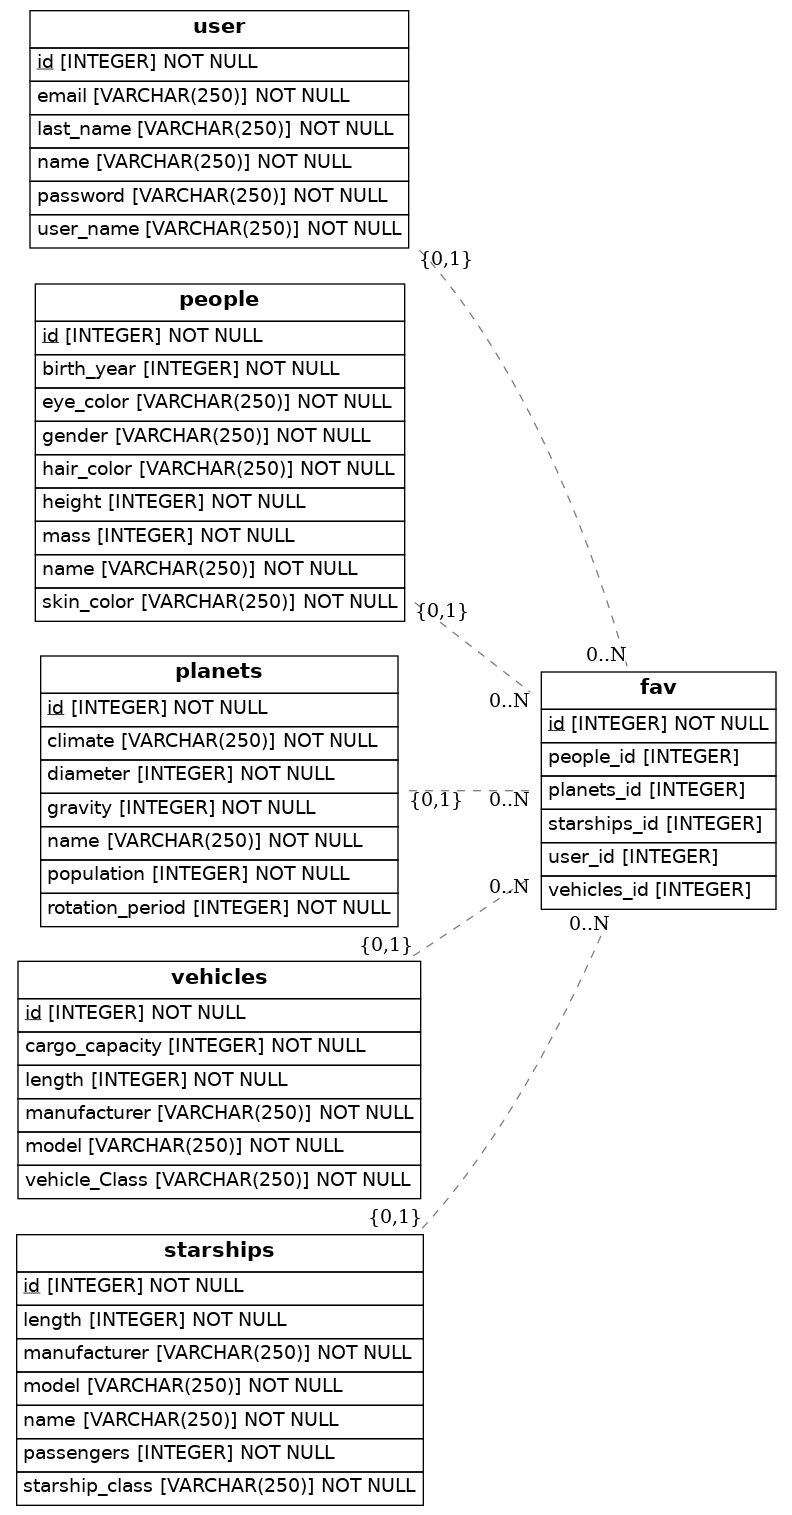 user
id [INTEGER] NOT NULL
email [VARCHAR(250)] NOT NULL
last_name [VARCHAR(250)] NOT NULL
name [VARCHAR(250)] NOT NULL
password [VARCHAR(250)] NOT NULL
user_name [VARCHAR(250)] NOT NULL
{0,1}
people
id [INTEGER] NOT NULL
birth_year [INTEGER] NOT NULL
eye_color [VARCHAR(250)] NOT NULL
gender [VARCHAR(250)] NOT NULL
hair_color [VARCHAR(250)] NOT NULL
height [INTEGER] NOT NULL
mass [INTEGER] NOT NULL
name [VARCHAR(250)] NOT NULL
skin_color [VARCHAR(250)] NOT NULL
{0,1}
planets
id [INTEGER] NOT NULL
climate [VARCHAR(250)] NOT NULL
diameter [INTEGER] NOT NULL
gravity [INTEGER] NOT NULL
name [VARCHAR(250)] NOT NULL
population [INTEGER] NOT NULL
rotation_period [INTEGER] NOT NULL
{0,1}
0..N
0..N
0..N
0..N
0..N
fav
id [INTEGER] NOT NULL
people_id [INTEGER]
planets_id [INTEGER]
starships_id [INTEGER]
user_id [INTEGER]
vehicles_id [INTEGER]
{0,1}
vehicles
id [INTEGER] NOT NULL
cargo_capacity [INTEGER] NOT NULL
length [INTEGER] NOT NULL
manufacturer [VARCHAR(250)] NOT NULL
model [VARCHAR(250)] NOT NULL
vehicle_Class [VARCHAR(250)] NOT NULL
{0,1}
starships
id [INTEGER] NOT NULL
length [INTEGER] NOT NULL
manufacturer [VARCHAR(250)] NOT NULL
model [VARCHAR(250)] NOT NULL
name [VARCHAR(250)] NOT NULL
passengers [INTEGER] NOT NULL
starship_class [VARCHAR(250)] NOT NULL